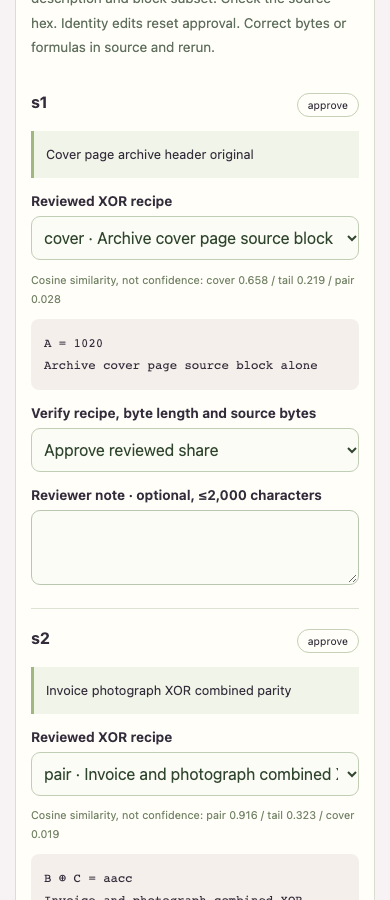 description and block subset. Check the source
hex. Identity edits reset approval. Correct bytes or
formulas in source and rerun.
s1
approve
Cover page archive header original
Reviewed XOR recipe
cover · Archive cover page source block
Cosine similarity, not confidence: cover 0.658 / tail 0.219 / pair
0.028
A = 1020
Archive cover page source block alone
Verify recipe, byte length and source bytes
Approve reviewed share
Reviewer note · optional, ≤2,000 characters
s2
approve
Invoice photograph XOR combined parity
Reviewed XOR recipe
pair · Invoice and photograph combined
Cosine similarity, not confidence: pair 0.916 / tail 0.323 / cover
0.019
B ⊕ C = aacc
Invoice and photograph combined XOR